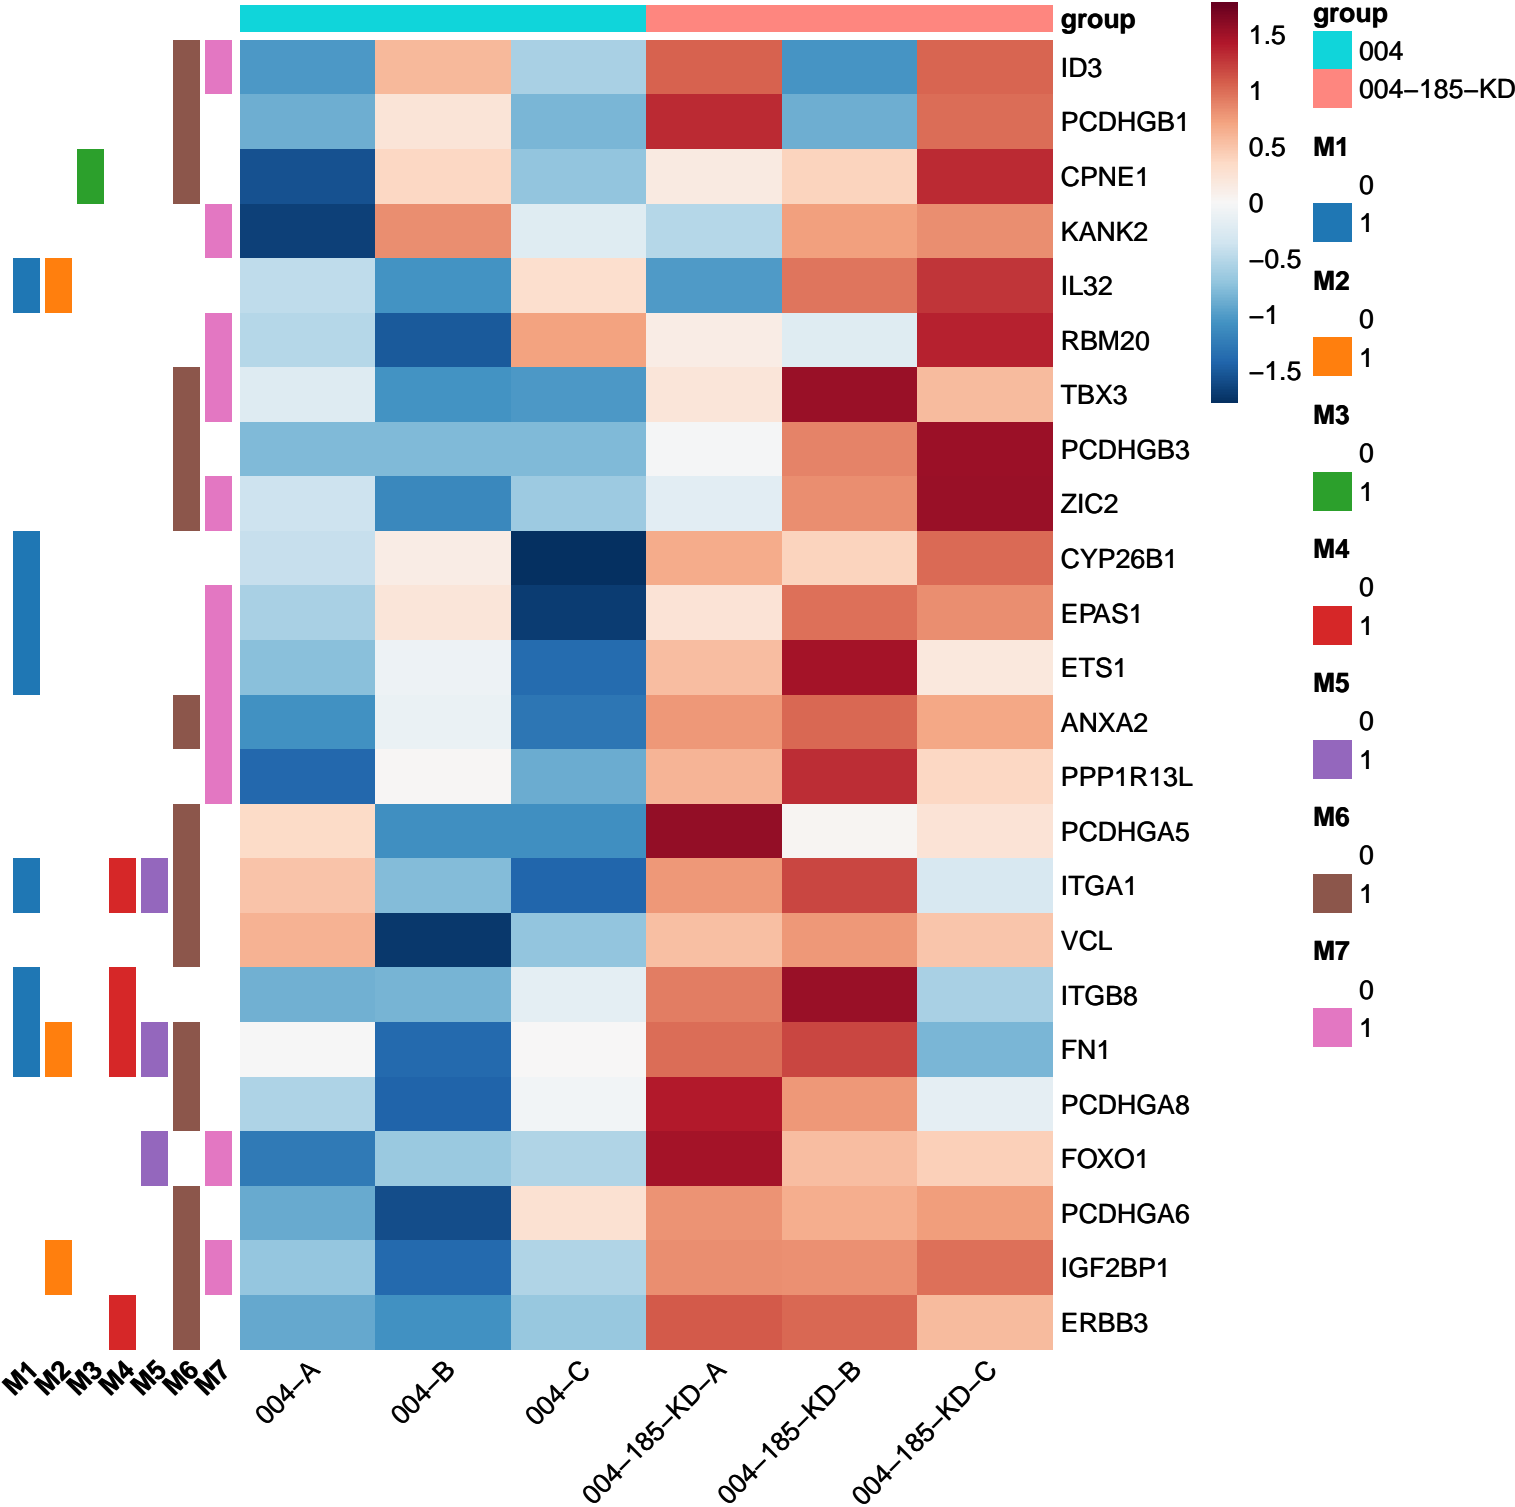 group
ID3
PCDHGB1
CPNE1
KANK2
IL32
RBM20
TBX3
PCDHGB3
ZIC2
CYP26B1
EPAS1
ETS1
ANXA2
PPP1R13L
PCDHGA5
ITGA1
VCL
ITGB8
FN1
PCDHGA8
FOXO1
PCDHGA6
IGF2BP1
ERBB3
M1
M2
M3
M4
M5
M6
M7
004−A
004−B
004−C
004−185−KD−A
004−185−KD−B
004−185−KD−C
1.5
1
0.5
0
−0.5
−1
−1.5
group
004
004−185−KD
M1
0
1
M2
0
1
M3
0
1
M4
0
1
M5
0
1
M6
0
1
M7
0
1